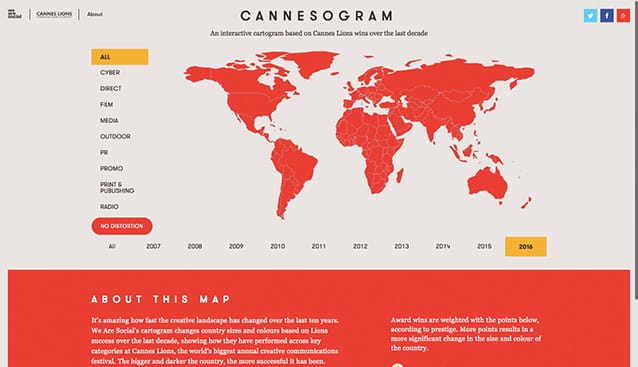 we
are.
social
CANNES LIONS
About
CANNESOGRAM
An interactive cartogram based on Cannes Lions wins over the last decade
ALL
CYBER
DIRECT
FILM
MEDIA
OUTDOOR
PR
PROMO
PRINT &
PUBLISHING
RADIO
NO DISTORTION
All 2007 2008 2009 2010 2011 2012 2013 2014 2015 2016
ABOUT THIS MAP
It's amazing how fast the creative landscape has changed over the last ten years.
We Are Social's cartogram changes country sizes and colours based on Lions
success over the last decade, showing how they have performed across key
categories at Cannes Lions, the world's biggest annual creative communications
festival. The bigger and darker the country, the more successful it has been.
Award wins are weighted with the points below,
according to prestige. More points results in a
more significant change in the size and colour of
the country.